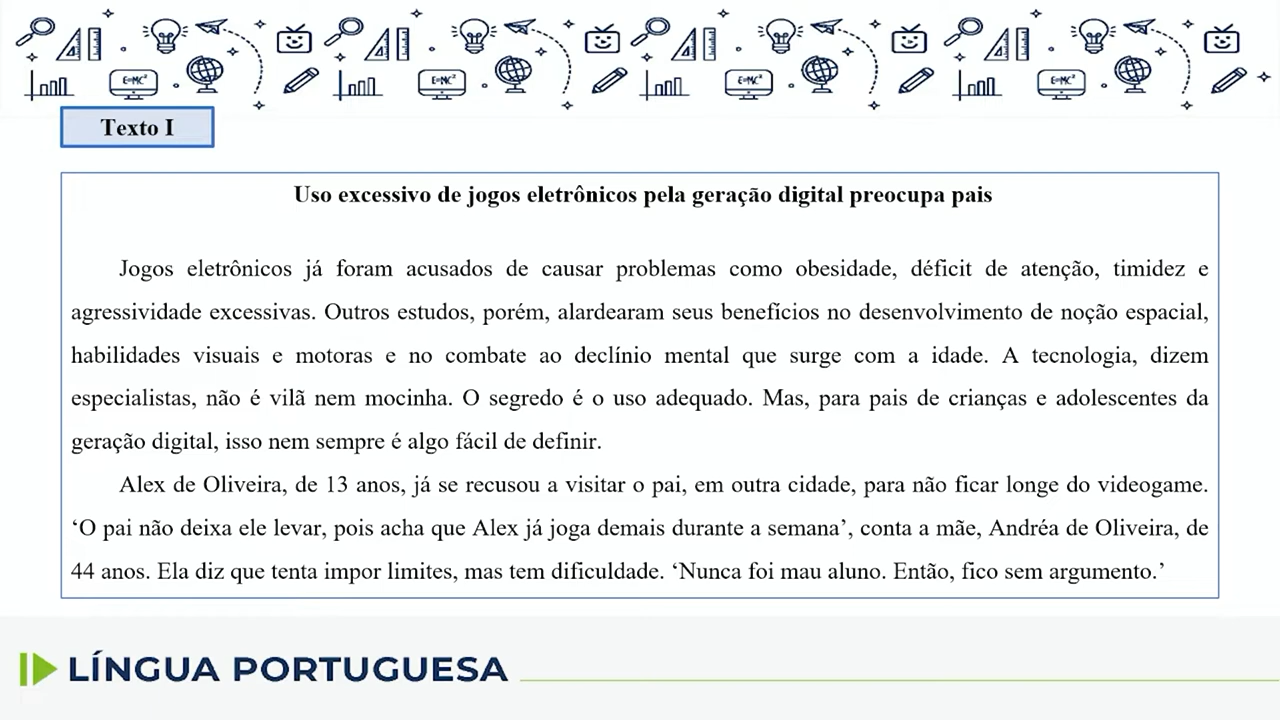 E=MC² E=MC² E=MC² E=MC²
Texto I
Uso excessivo de jogos eletrônicos pela geração digital preocupa pais
Jogos eletrônicos já foram acusados de causar problemas como obesidade, déficit de atenção, timidez e
agressividade excessivas. Outros estudos, porém, alardearam seus benefícios no desenvolvimento de noção espacial,
habilidades visuais e motoras e no combate ao declínio mental que surge com a idade. A tecnologia, dizem
especialistas, não é vilã nem mocinha. O segredo é o uso adequado. Mas, para pais de crianças e adolescentes da
geração digital, isso nem sempre é algo fácil de definir.
Alex de Oliveira, de 13 anos, já se recusou a visitar o pai, em outra cidade, para não ficar longe do videogame.
‘O pai não deixa ele levar, pois acha que Alex já joga demais durante a semana’, conta a mãe, Andréa de Oliveira, de
44 anos. Ela diz que tenta impor limites, mas tem dificuldade. ‘Nunca foi mau aluno. Então, fico sem argumento.’
LÍNGUA PORTUGUESA